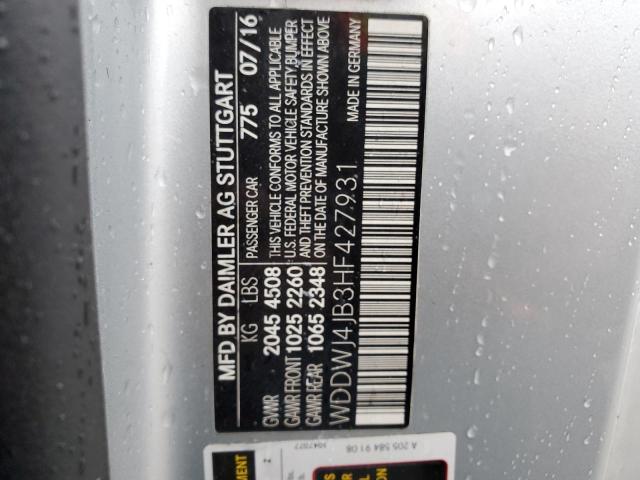 MFD BY DAIMLER AG STUTTGART
775 07/16
KG LBS
PASSENGER CAR
GVWR 2045 4508
GAWR FRONT 1025 2260
GAWR REAR 1065 2348
THIS VEHICLE CONFORMS TO ALL APPLICABLE
U.S. FEDERAL MOTOR VEHICLE SAFETY, BUMPER
AND THEFT PREVENTION STANDARDS IN EFFECT
ON THE DATE OF MANUFACTURE SHOWN ABOVE
WDDWJ4JB3HF427931
MADE IN GERMANY
A 205 584 91 08
2